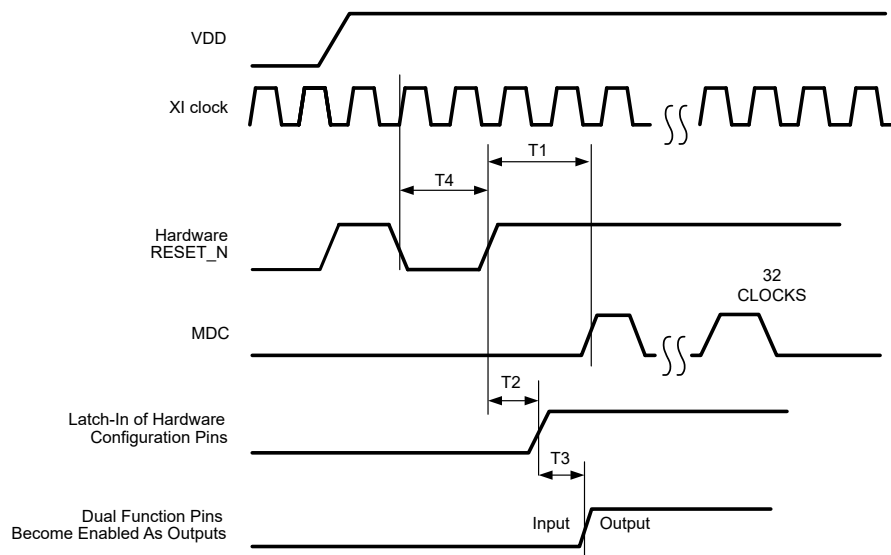 VDD
XI clock
T1
T4
Hardware
RESET_N
32
CLOCKS
MDC
T2
Latch-In of Hardware
Configuration Pins
T3
Dual Function Pins
Become Enabled As Outputs
Input
Output